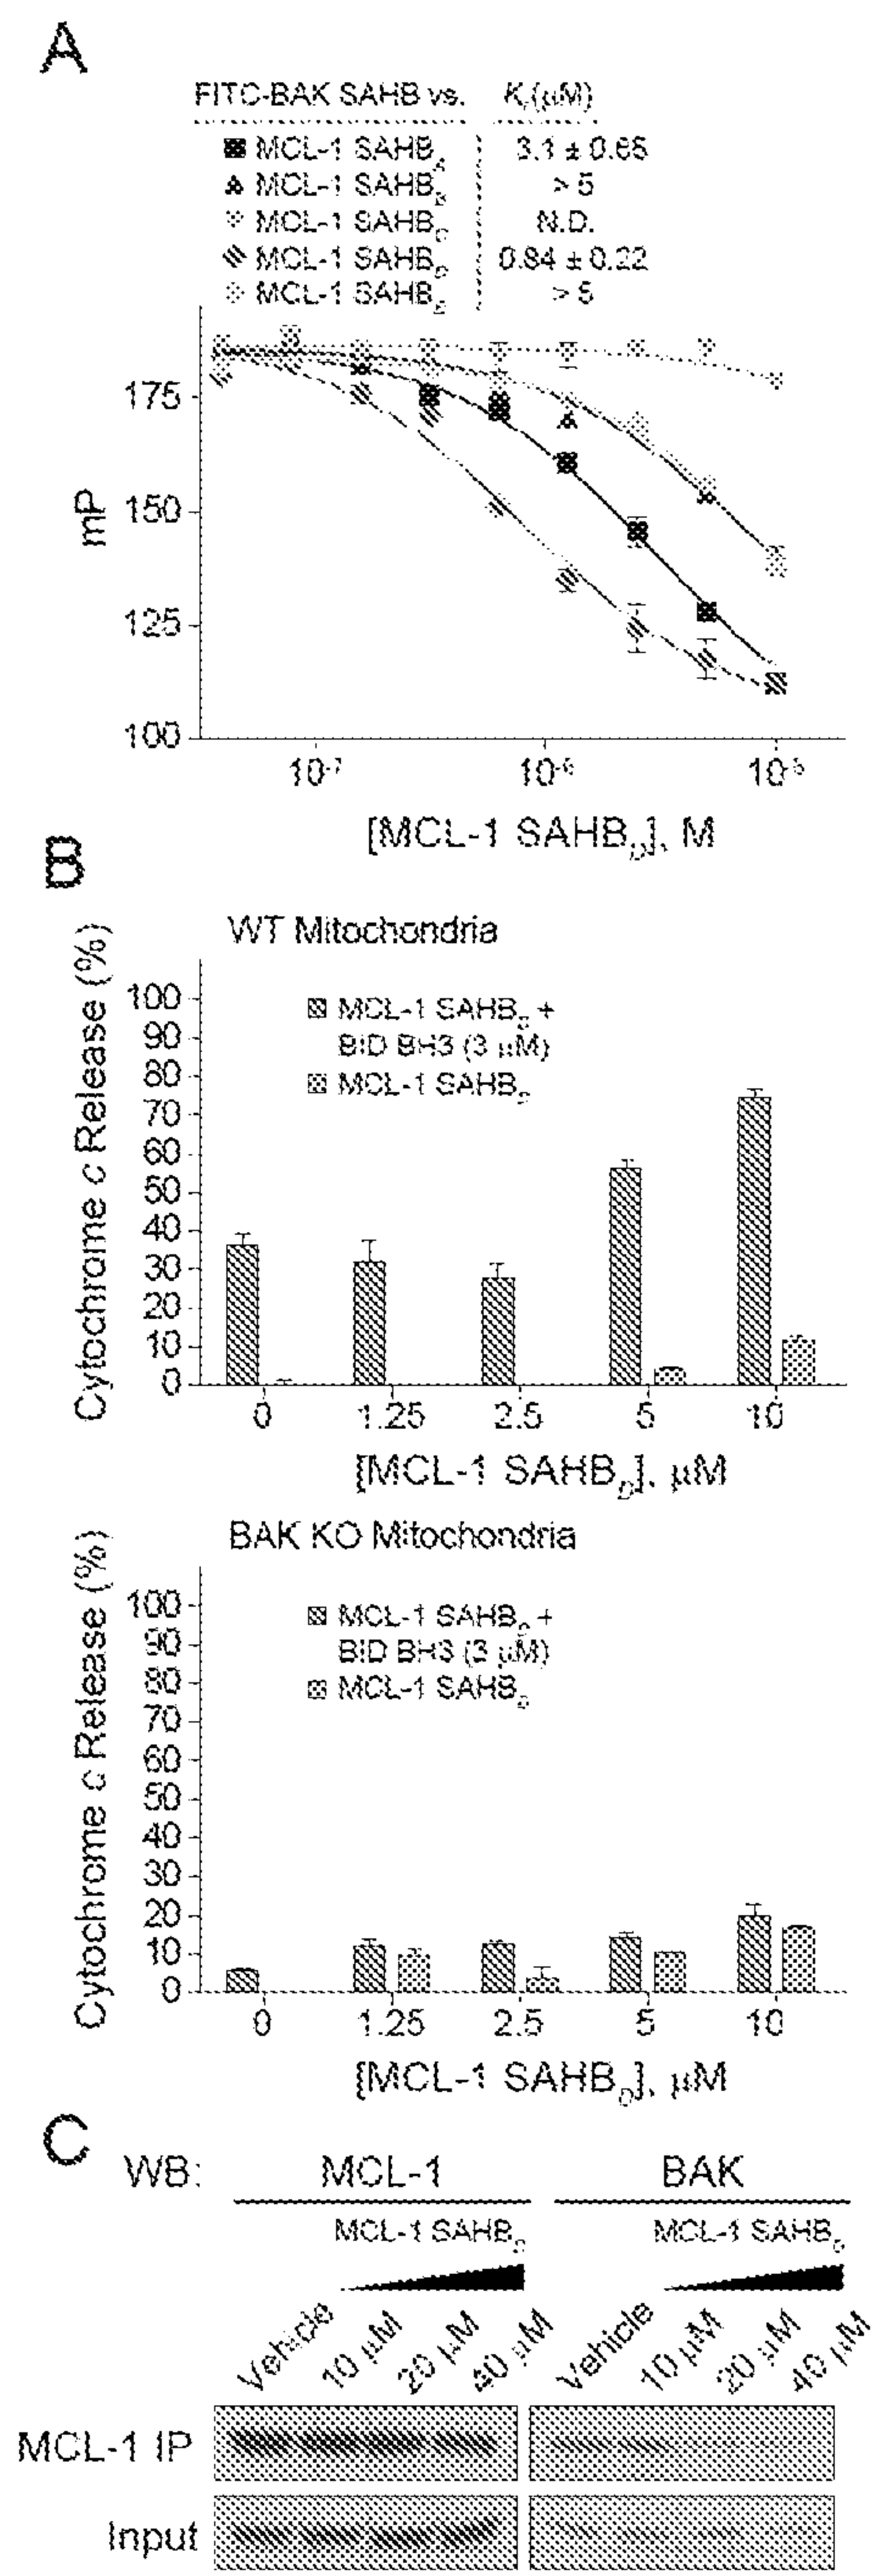 A
FITC-BAK SAHB vs. Ki(µM)
MCL-1 SAHBA 3.1 ± 0.65
MCL-1 SAHBB > 5
MCL-1 SAHBC N.D.
MCL-1 SAHBD 0.84 ± 0.22
MCL-1 SAHBE > 5
175
150
125
100
mP
10-7 10-6 10-5
[MCL-1 SAHBD], M
B
WT Mitochondria
MCL-1 SAHBD +
BID BH3 (3 µM)
MCL-1 SAHBD
Cytochrome c Release (%)
100
90
80
70
60
50
40
30
20
10
0
0 1.25 2.5 5 10
[MCL-1 SAHBD], µM
BAK KO Mitochondria
MCL-1 SAHBD +
BID BH3 (3 µM)
MCL-1 SAHBD
Cytochrome c Release (%)
100
90
80
70
60
50
40
30
20
10
0
0 1.25 2.5 5 10
[MCL-1 SAHBD], µM
C
WB: MCL-1 BAK
MCL-1 SAHBD MCL-1 SAHBD
Vehicle 10 µM 20 µM 40 µM Vehicle 10 µM 20 µM 40 µM
MCL-1 IP
Input